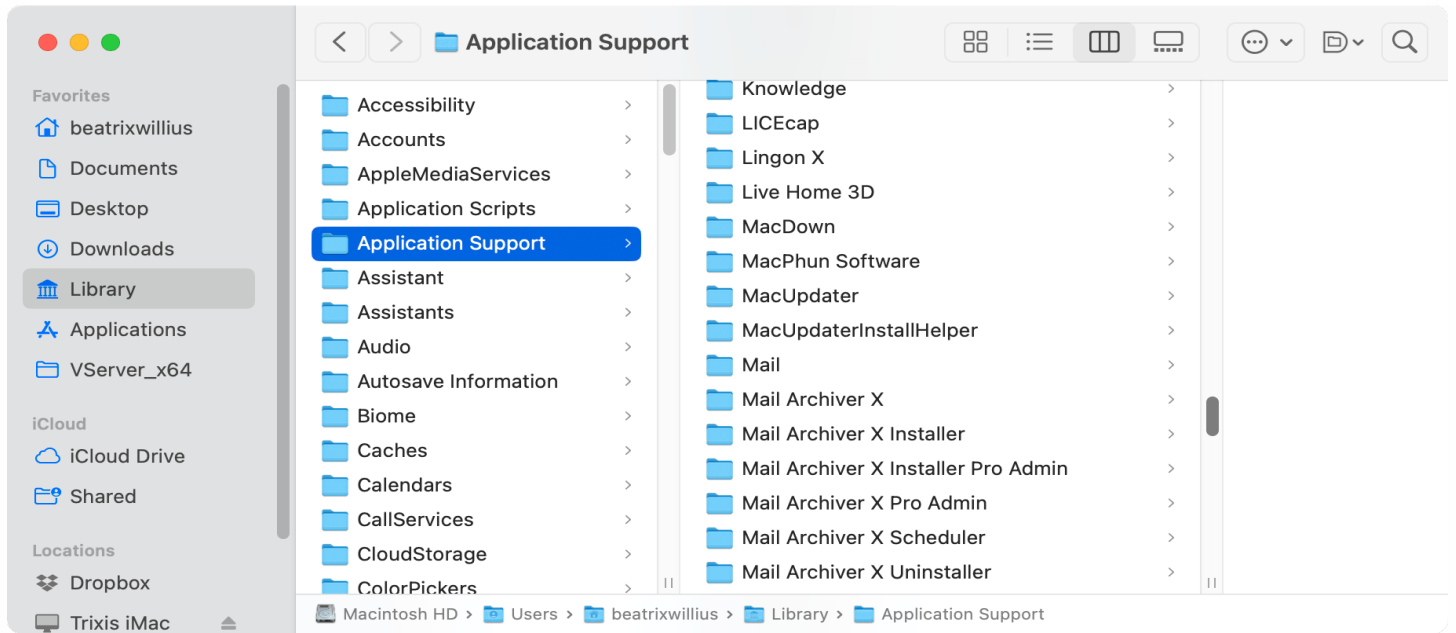 Application Support
Favorites
beatrixwillius
Documents
Desktop
Downloads
Library
Applications
VServer_x64
iCloud
iCloud Drive
Shared
Locations
Dropbox
Trixis iMac
Accessibility
Accounts
AppleMediaServices
Application Scripts
Application Support
Assistant
Assistants
Audio
Autosave Information
Biome
Caches
Calendars
CallServices
CloudStorage
ColorPickers
Knowledge
LICEcap
Lingon X
Live Home 3D
MacDown
MacPhun Software
MacUpdater
MacUpdaterInstallHelper
Mail
Mail Archiver X
Mail Archiver X Installer
Mail Archiver X Installer Pro Admin
Mail Archiver X Pro Admin
Mail Archiver X Scheduler
Mail Archiver X Uninstaller
Macintosh HD › Users › beatrixwillius › Library › Application Support